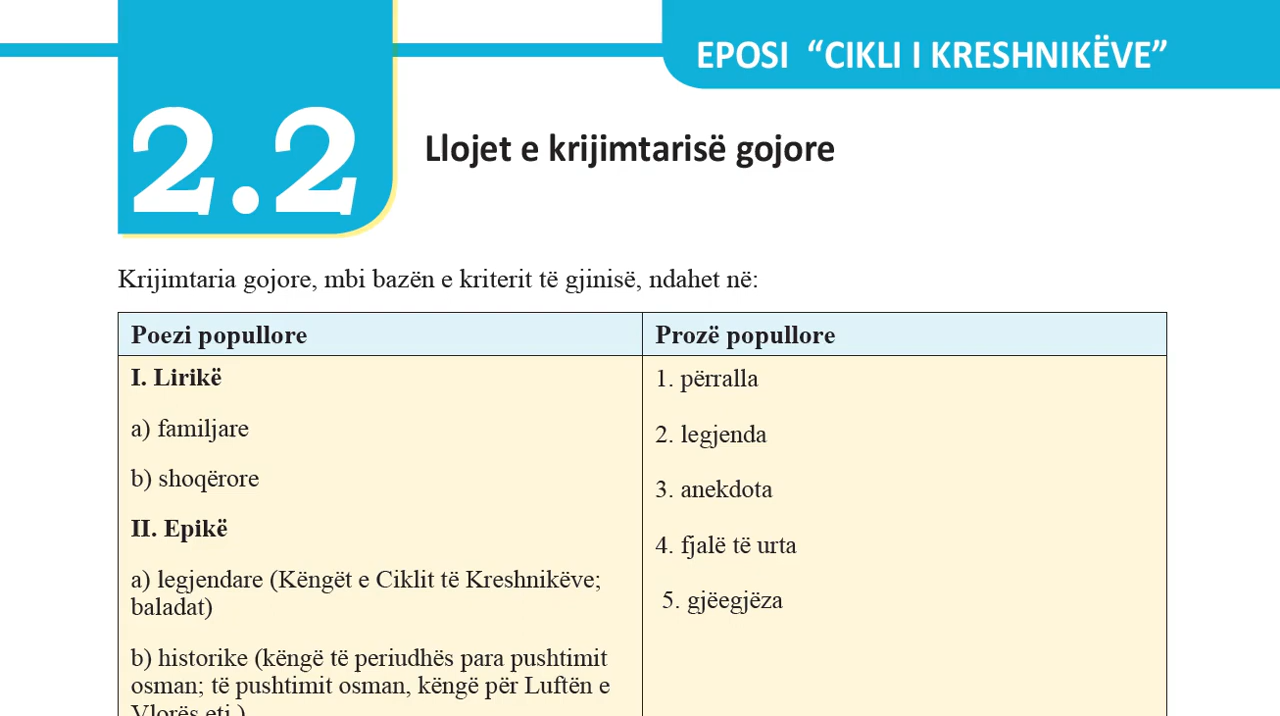 EPOSI “CIKLI I KRESHNIKËVE”
2.2
Llojet e krijimtarisë gojore
Krijimtaria gojore, mbi bazën e kriterit të gjinisë, ndahet në:
Poezi popullore
I. Lirikë
a) familjare
b) shoqërore
II. Epikë
a) legjendare (Këngët e Ciklit të Kreshnikëve;
baladat)
b) historike (këngë të periudhës para pushtimit
osman; të pushtimit osman, këngë për Luftën e
Vlorës etj.)
Prozë popullore
1. përralla
2. legjenda
3. anekdota
4. fjalë të urta
5. gjëegjëza